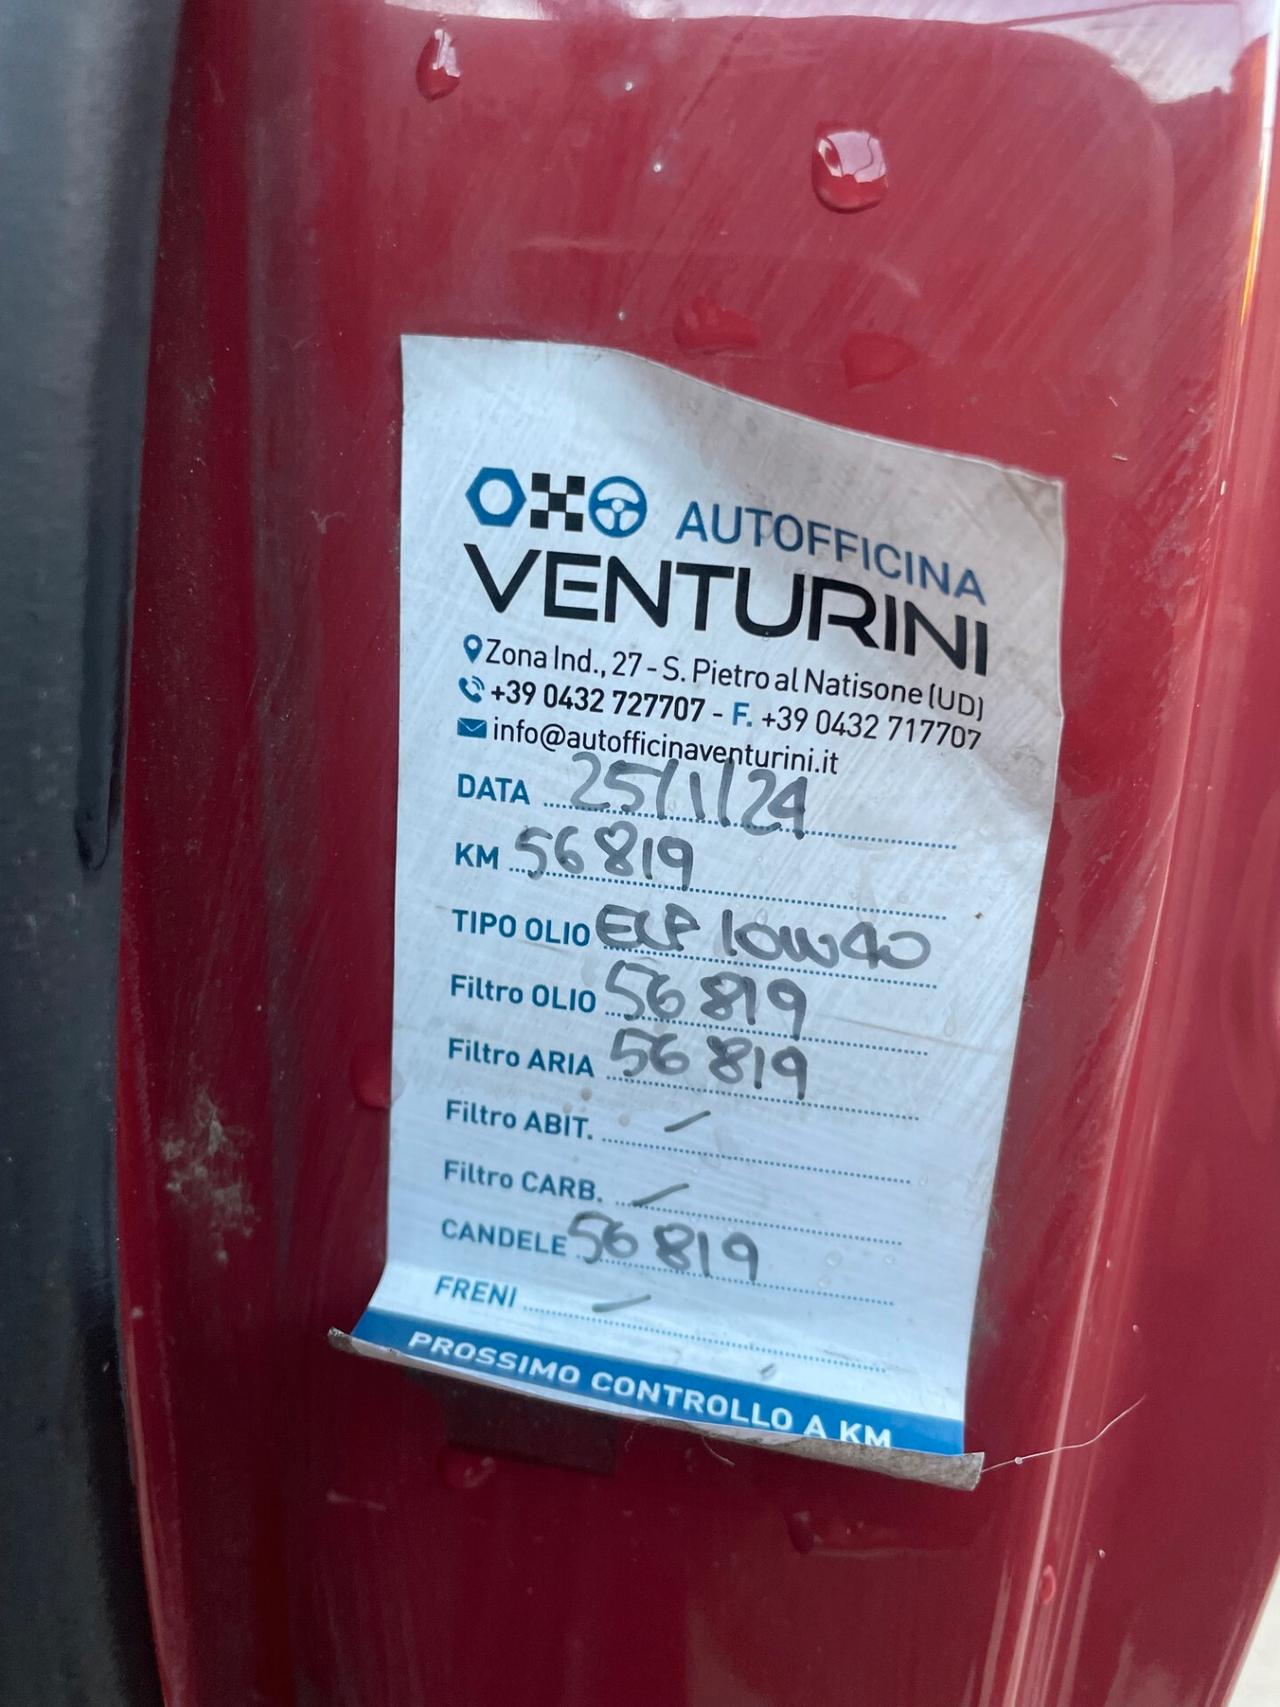 AUTOFFICINA
VENTURINI
Zona Ind., 27 - S. Pietro al Natisone (UD)
+39 0432 727707 - F. +39 0432 717707
info@autofficinaventurini.it
DATA 25/1/24
KM 56819
TIPO OLIO ELP 10W40
Filtro OLIO 56819
Filtro ARIA 56819
Filtro ABIT. /
Filtro CARB. /
CANDELE 56819
FRENI /
PROSSIMO CONTROLLO A KM